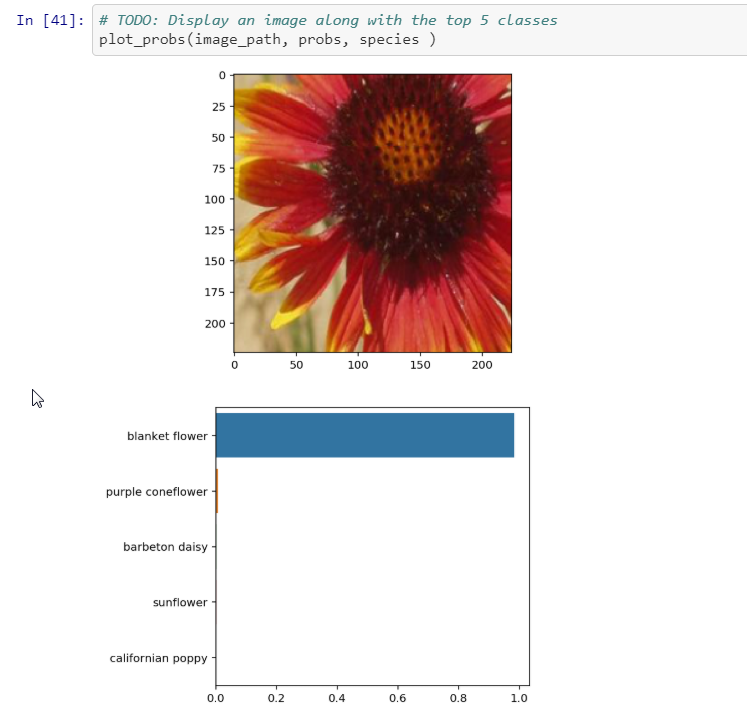 In [41]: # TODO: Display an image along with the top 5 classes
plot_probs(image_path, probs, species )
0
25
50
75
100
125
150
175
200
0 50 100 150 200
blanket flower
purple coneflower
barbeton daisy
sunflower
californian poppy
0.0 0.2 0.4 0.6 0.8 1.0